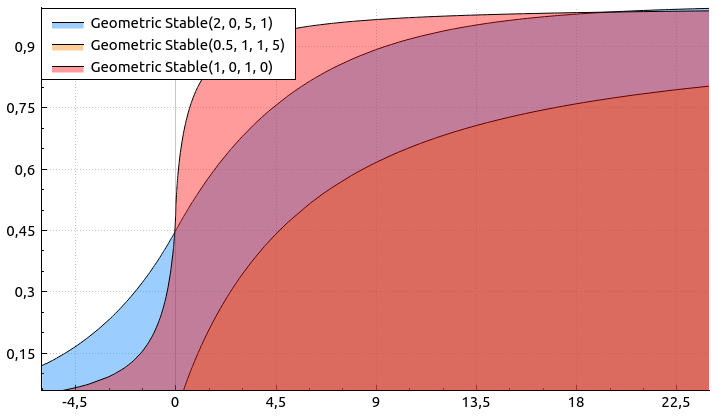 Geometric Stable(2, 0, 5, 1)
Geometric Stable(0.5, 1, 1, 5)
Geometric Stable(1, 0, 1, 0)
0,9
0,75
0,6
0,45
0,3
0,15
-4,5 0 4,5 9 13,5 18 22,5